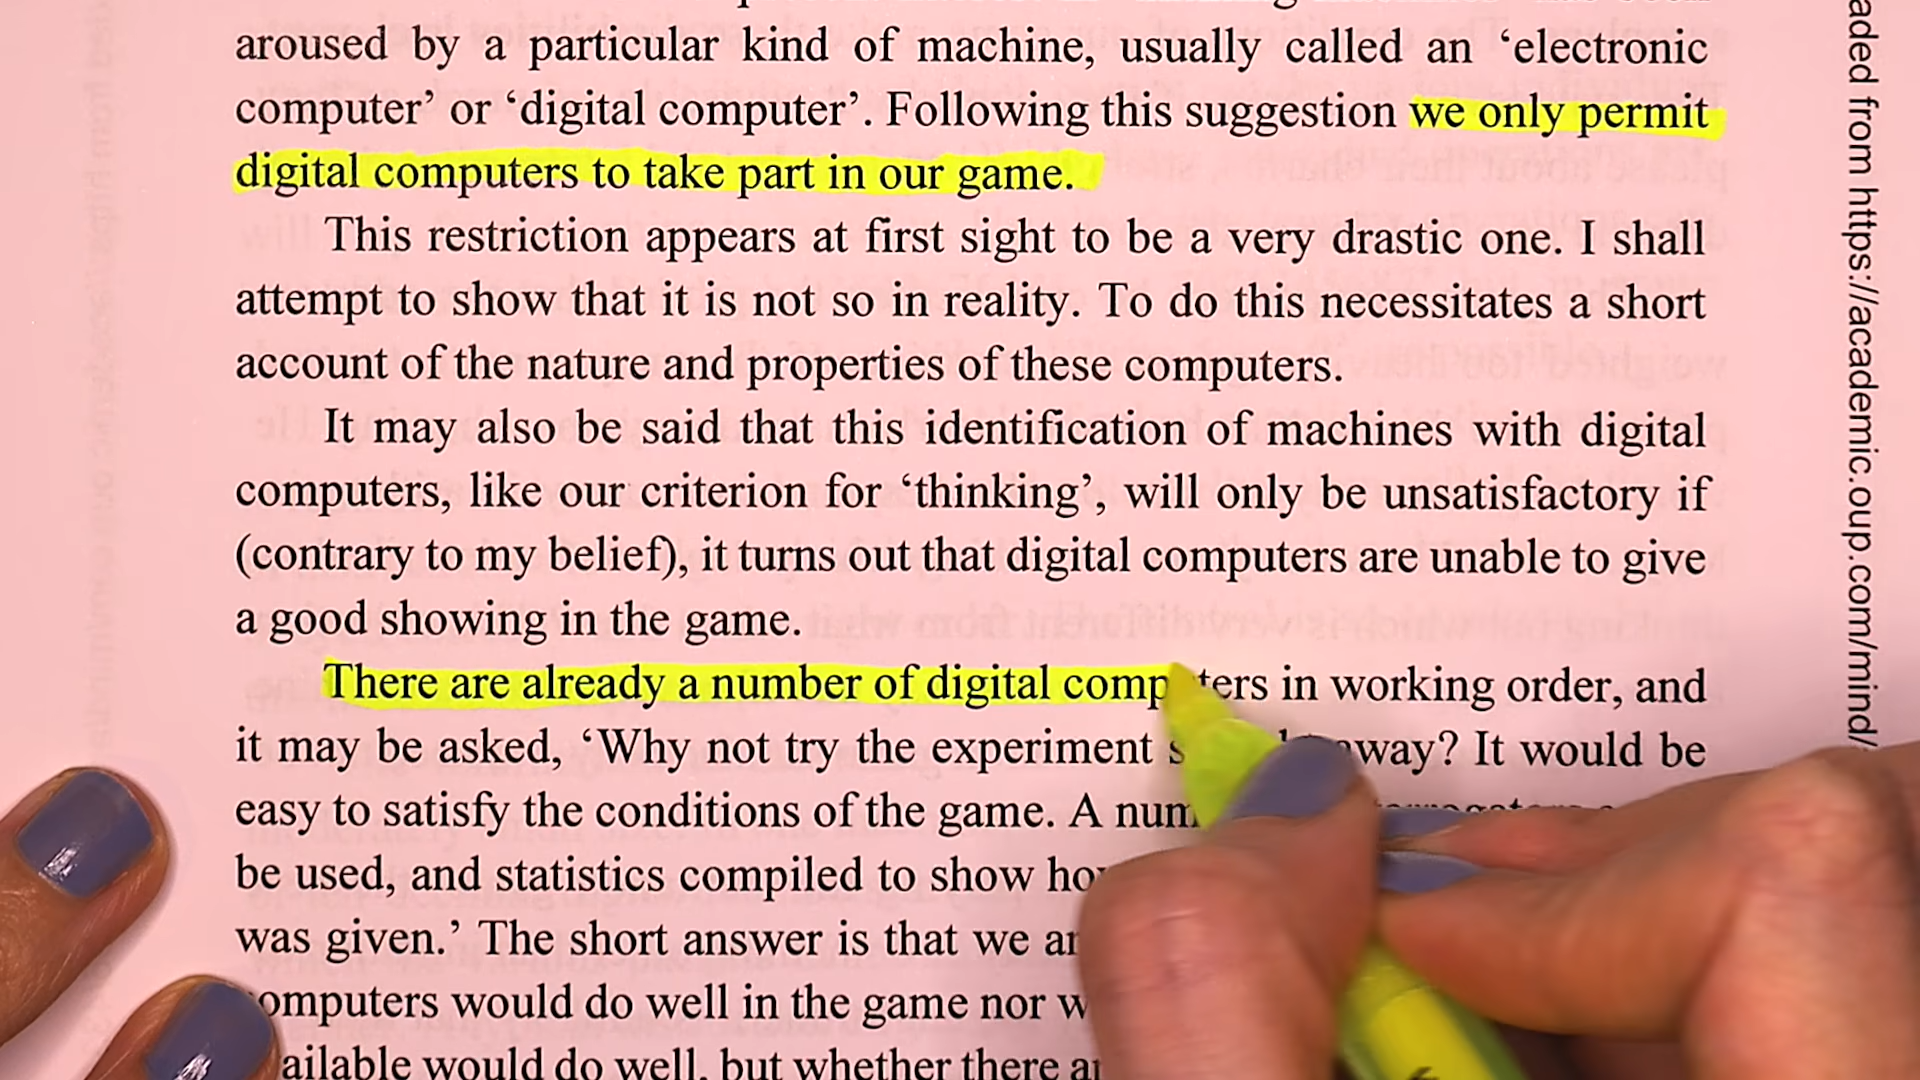 aroused by a particular kind of machine, usually called an ‘electronic
computer’ or ‘digital computer’. Following this suggestion we only permit
digital computers to take part in our game.
This restriction appears at first sight to be a very drastic one. I shall
attempt to show that it is not so in reality. To do this necessitates a short
account of the nature and properties of these computers.
It may also be said that this identification of machines with digital
computers, like our criterion for ‘thinking’, will only be unsatisfactory if
(contrary to my belief), it turns out that digital computers are unable to give
a good showing in the game.
There are already a number of digital comp ters in working order, and
it may be asked, ‘Why not try the experiment s away? It would be
easy to satisfy the conditions of the game. A num
be used, and statistics compiled to show ho
was given.’ The short answer is that we ar
omputers would do well in the game nor w
ailable would do well, but whether there ar
aded from https://academic.oup.com/mind/